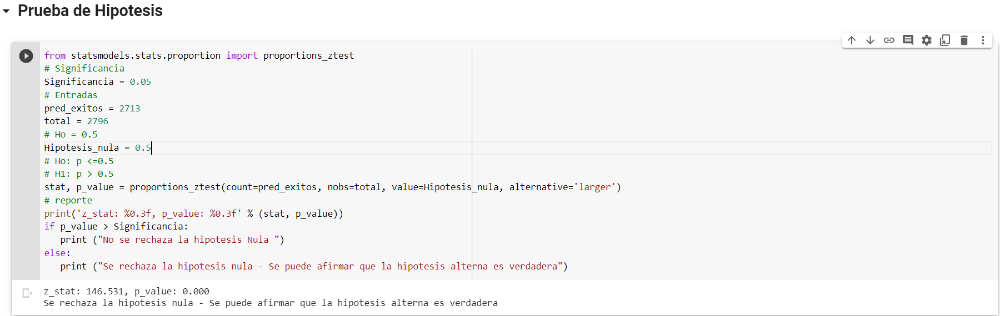 Prueba de Hipotesis
from statsmodels.stats.proportion import proportions_ztest
# Significancia
Significancia = 0.05
# Entradas
pred_exitos = 2713
total = 2796
# Ho = 0.5
Hipotesis_nula = 0.5
# Ho: p <=0.5
# H1: p > 0.5
stat, p_value = proportions_ztest(count=pred_exitos, nobs=total, value=Hipotesis_nula, alternative='larger')
# reporte
print('z_stat: %0.3f, p_value: %0.3f' % (stat, p_value))
if p_value > Significancia:
   print ("No se rechaza la hipotesis Nula ")
else:
   print ("Se rechaza la hipotesis nula - Se puede afirmar que la hipotesis alterna es verdadera")
z_stat: 146.531, p_value: 0.000
Se rechaza la hipotesis nula - Se puede afirmar que la hipotesis alterna es verdadera